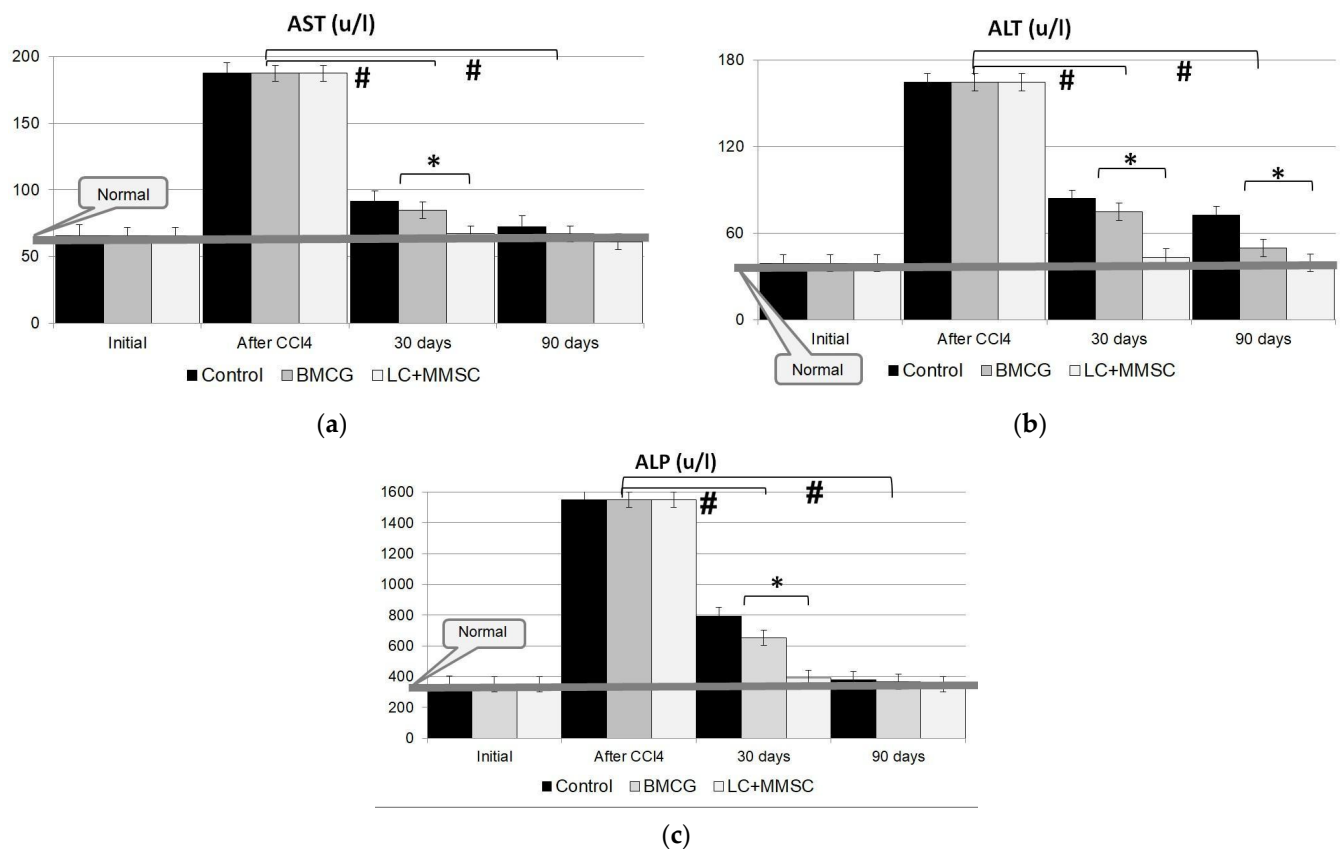 AST (u/l)
200
150
100
50
0
#
#
*
Normal
Initial
After CCl4
30 days
90 days
Control
BMCG
LC+MMSC
(a)
ALT (u/l)
180
120
60
0
#
#
*
*
Normal
Initial
After CCl4
30 days
90 days
Control
BMCG
LC+MMSC
(b)
ALP (u/l)
1600
1400
1200
1000
800
600
400
200
0
#
#
*
Normal
Initial
After CCl4
30 days
90 days
Control
BMCG
LC+MMSC
(c)